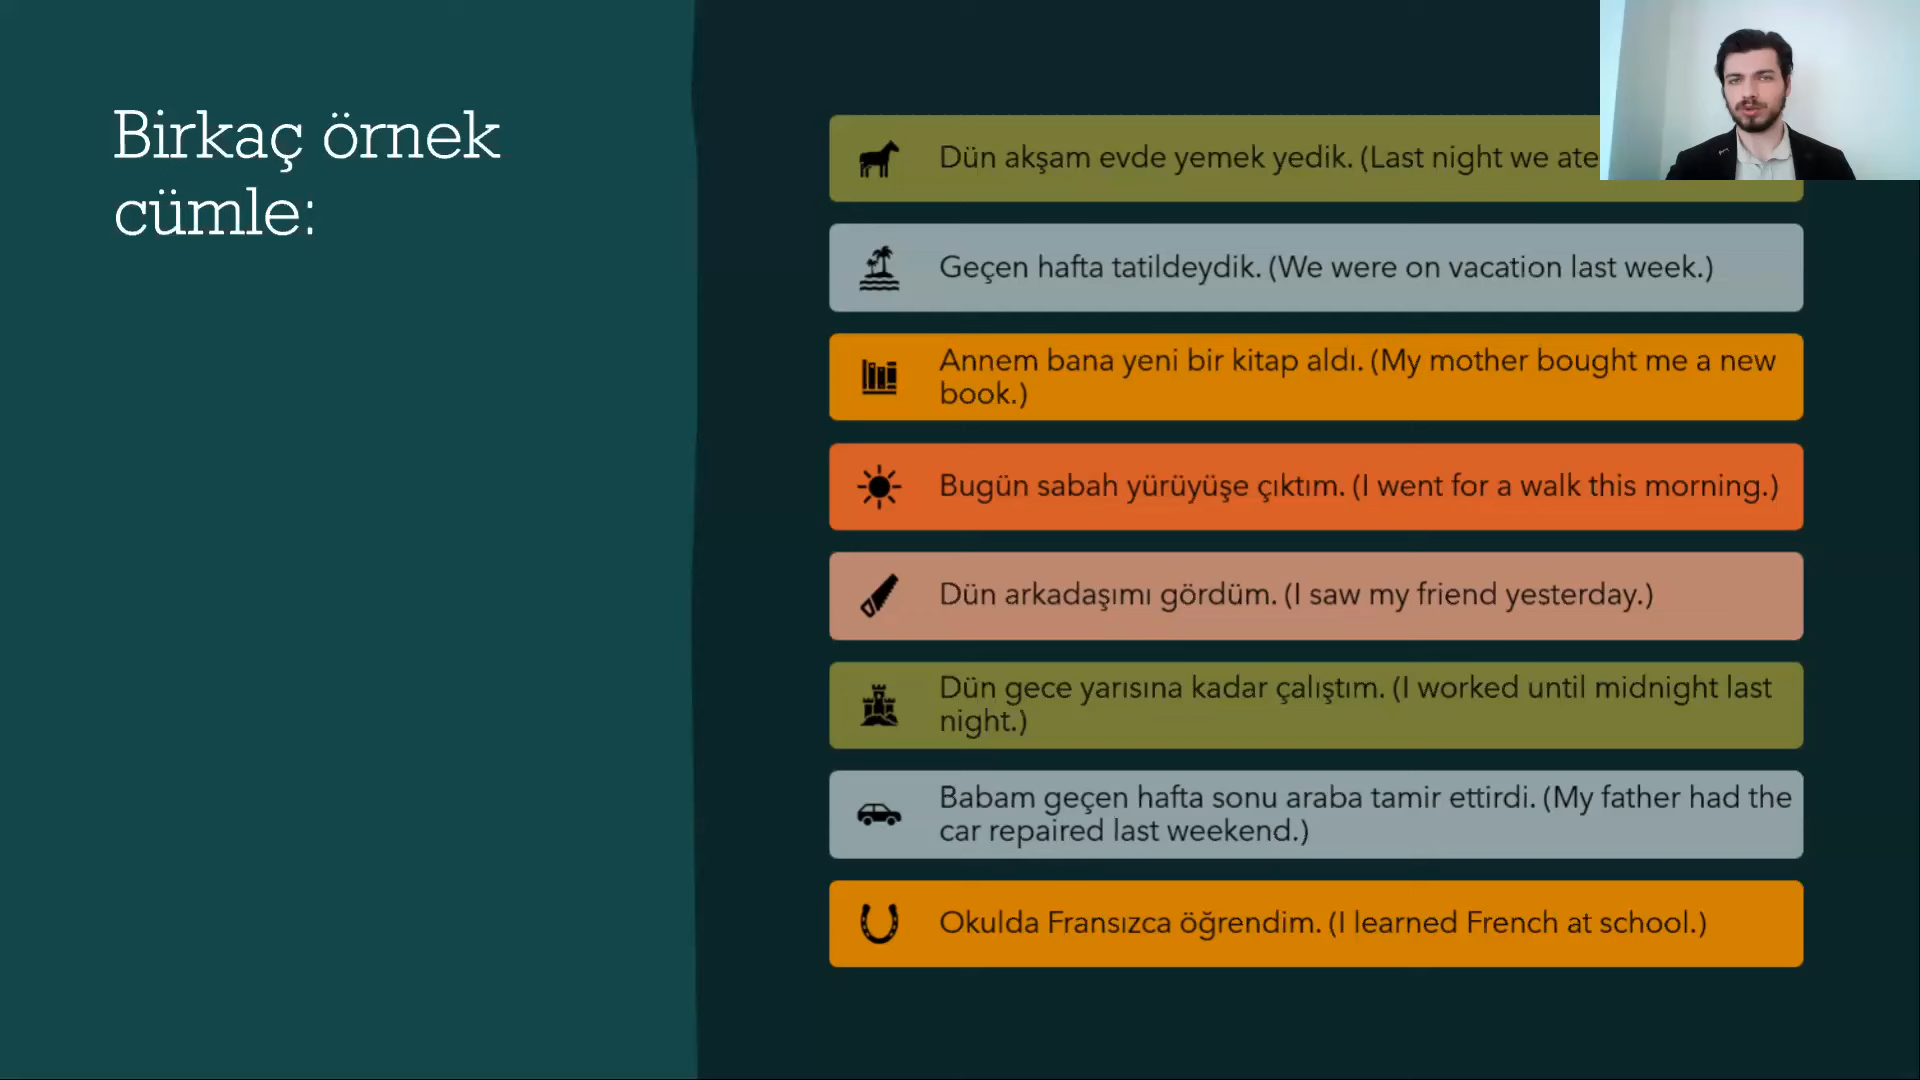 Birkaç örnek
cümle:
Dün akşam evde yemek yedik. (Last night we ate
Geçen hafta tatildeydik. (We were on vacation last week.)
Annem bana yeni bir kitap aldı. (My mother bought me a new
book.)
Bugün sabah yürüyüşe çıktım. (I went for a walk this morning.)
Dün arkadaşımı gördüm. (I saw my friend yesterday.)
Dün gece yarısına kadar çalıştım. (I worked until midnight last
night.)
Babam geçen hafta sonu araba tamir ettirdi. (My father had the
car repaired last weekend.)
Okulda Fransızca öğrendim. (I learned French at school.)